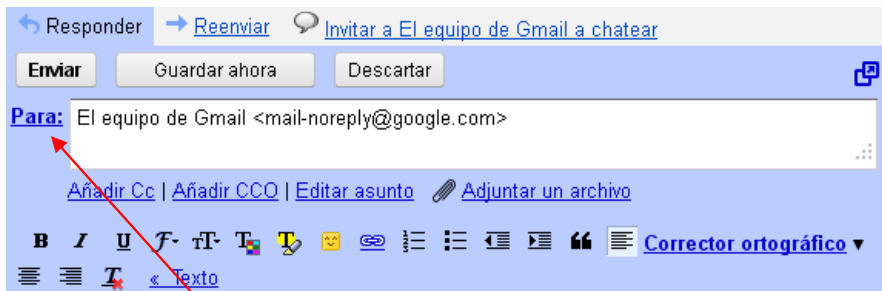 Responder Reenviar Invitar a El equipo de Gmail a chatear
Enviar Guardar ahora Descartar
Para: El equipo de Gmail <mail-noreply@google.com>
Añadir Cc | Añadir CCO | Editar asunto Adjuntar un archivo
B I U F TT T T Corrector ortográfico
T « Texto